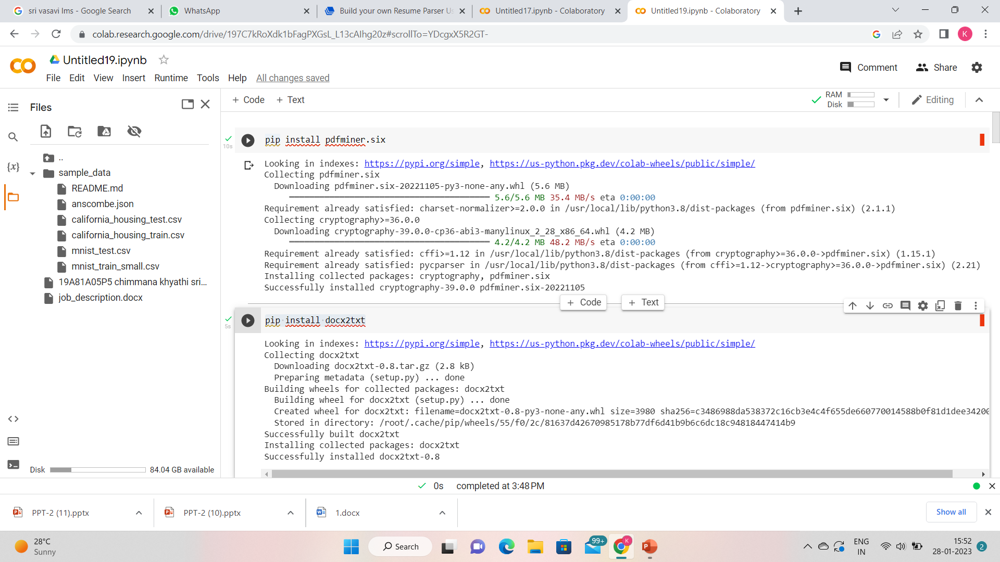 sri vasavi lms - Google Search
WhatsApp
Build your own Resume Parser Us
Untitled17.ipynb - Colaboratory
Untitled19.ipynb - Colaboratory
colab.research.google.com/drive/197C7kRoXdk1bFagPXGsL_L13cAIhg20z#scrollTo=YDcgxX5R2GT-
K
Untitled19.ipynb
Comment
Share
File Edit View Insert Runtime Tools Help All changes saved
Files
+ Code + Text
RAM
Disk
Editing
..
sample_data
README.md
anscombe.json
california_housing_test.csv
california_housing_train.csv
mnist_test.csv
mnist_train_small.csv
19A81A05P5 chimmana khyathi sri...
job_description.docx
{x}
Disk 84.04 GB available
10s
pip install pdfminer.six
Looking in indexes: https://pypi.org/simple, https://us-python.pkg.dev/colab-wheels/public/simple/
Collecting pdfminer.six
Downloading pdfminer.six-20221105-py3-none-any.whl (5.6 MB)
5.6/5.6 MB 35.4 MB/s eta 0:00:00
Requirement already satisfied: charset-normalizer>=2.0.0 in /usr/local/lib/python3.8/dist-packages (from pdfminer.six) (2.1.1)
Collecting cryptography>=36.0.0
Downloading cryptography-39.0.0-cp36-abi3-manylinux_2_28_x86_64.whl (4.2 MB)
4.2/4.2 MB 48.2 MB/s eta 0:00:00
Requirement already satisfied: cffi>=1.12 in /usr/local/lib/python3.8/dist-packages (from cryptography>=36.0.0->pdfminer.six) (1.15.1)
Requirement already satisfied: pycparser in /usr/local/lib/python3.8/dist-packages (from cffi>=1.12->cryptography>=36.0.0->pdfminer.six) (2.21)
Installing collected packages: cryptography, pdfminer.six
Successfully installed cryptography-39.0.0 pdfminer.six-20221105
+ Code + Text
5s
pip install docx2txt
Looking in indexes: https://pypi.org/simple, https://us-python.pkg.dev/colab-wheels/public/simple/
Collecting docx2txt
Downloading docx2txt-0.8.tar.gz (2.8 kB)
Preparing metadata (setup.py) ... done
Building wheels for collected packages: docx2txt
Building wheel for docx2txt (setup.py) ... done
Created wheel for docx2txt: filename=docx2txt-0.8-py3-none-any.whl size=3980 sha256=c3486988da538372c16cb3e4c4f655de660770014588b0f81d1dee34200
Stored in directory: /root/.cache/pip/wheels/55/f0/2c/81637d42670985178b77df6d41b9b6c6dc18c94818447414b9
Successfully built docx2txt
Installing collected packages: docx2txt
Successfully installed docx2txt-0.8
0s completed at 3:48 PM
PPT-2 (11).pptx
PPT-2 (10).pptx
1.docx
Show all
28°C
Sunny
Search
99+
K
ENG
IN
15:52
28-01-2023
2